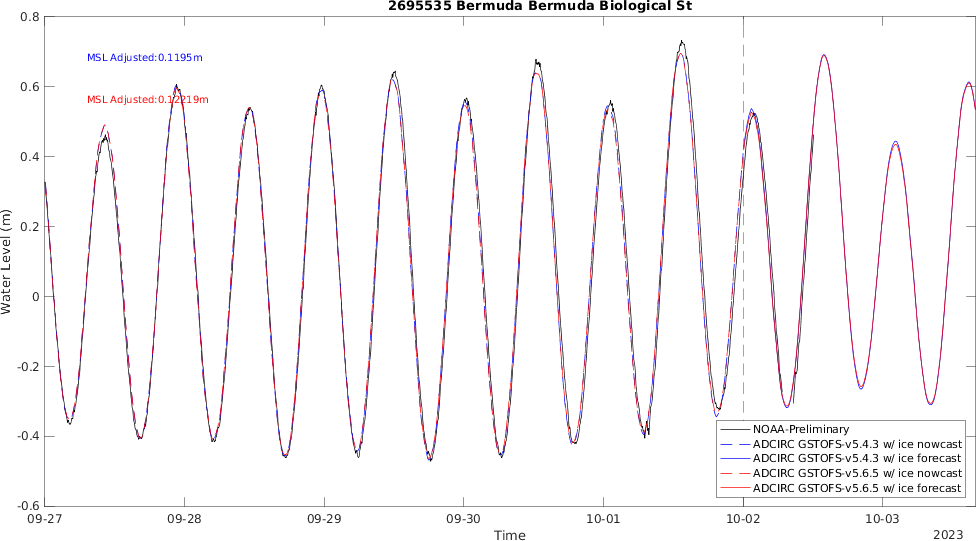 2695535 Bermuda Bermuda Biological St
MSL Adjusted:0.1195m
MSL Adjusted:0.12219m
0.8
0.6
0.4
0.2
0
-0.2
-0.4
-0.6
Water Level (m)
NOAA-Preliminary
ADCIRC GSTOFS-v5.4.3 w/ ice nowcast
ADCIRC GSTOFS-v5.4.3 w/ ice forecast
ADCIRC GSTOFS-v5.6.5 w/ ice nowcast
ADCIRC GSTOFS-v5.6.5 w/ ice forecast
09-27 09-28 09-29 09-30 10-01 10-02 10-03
Time
2023